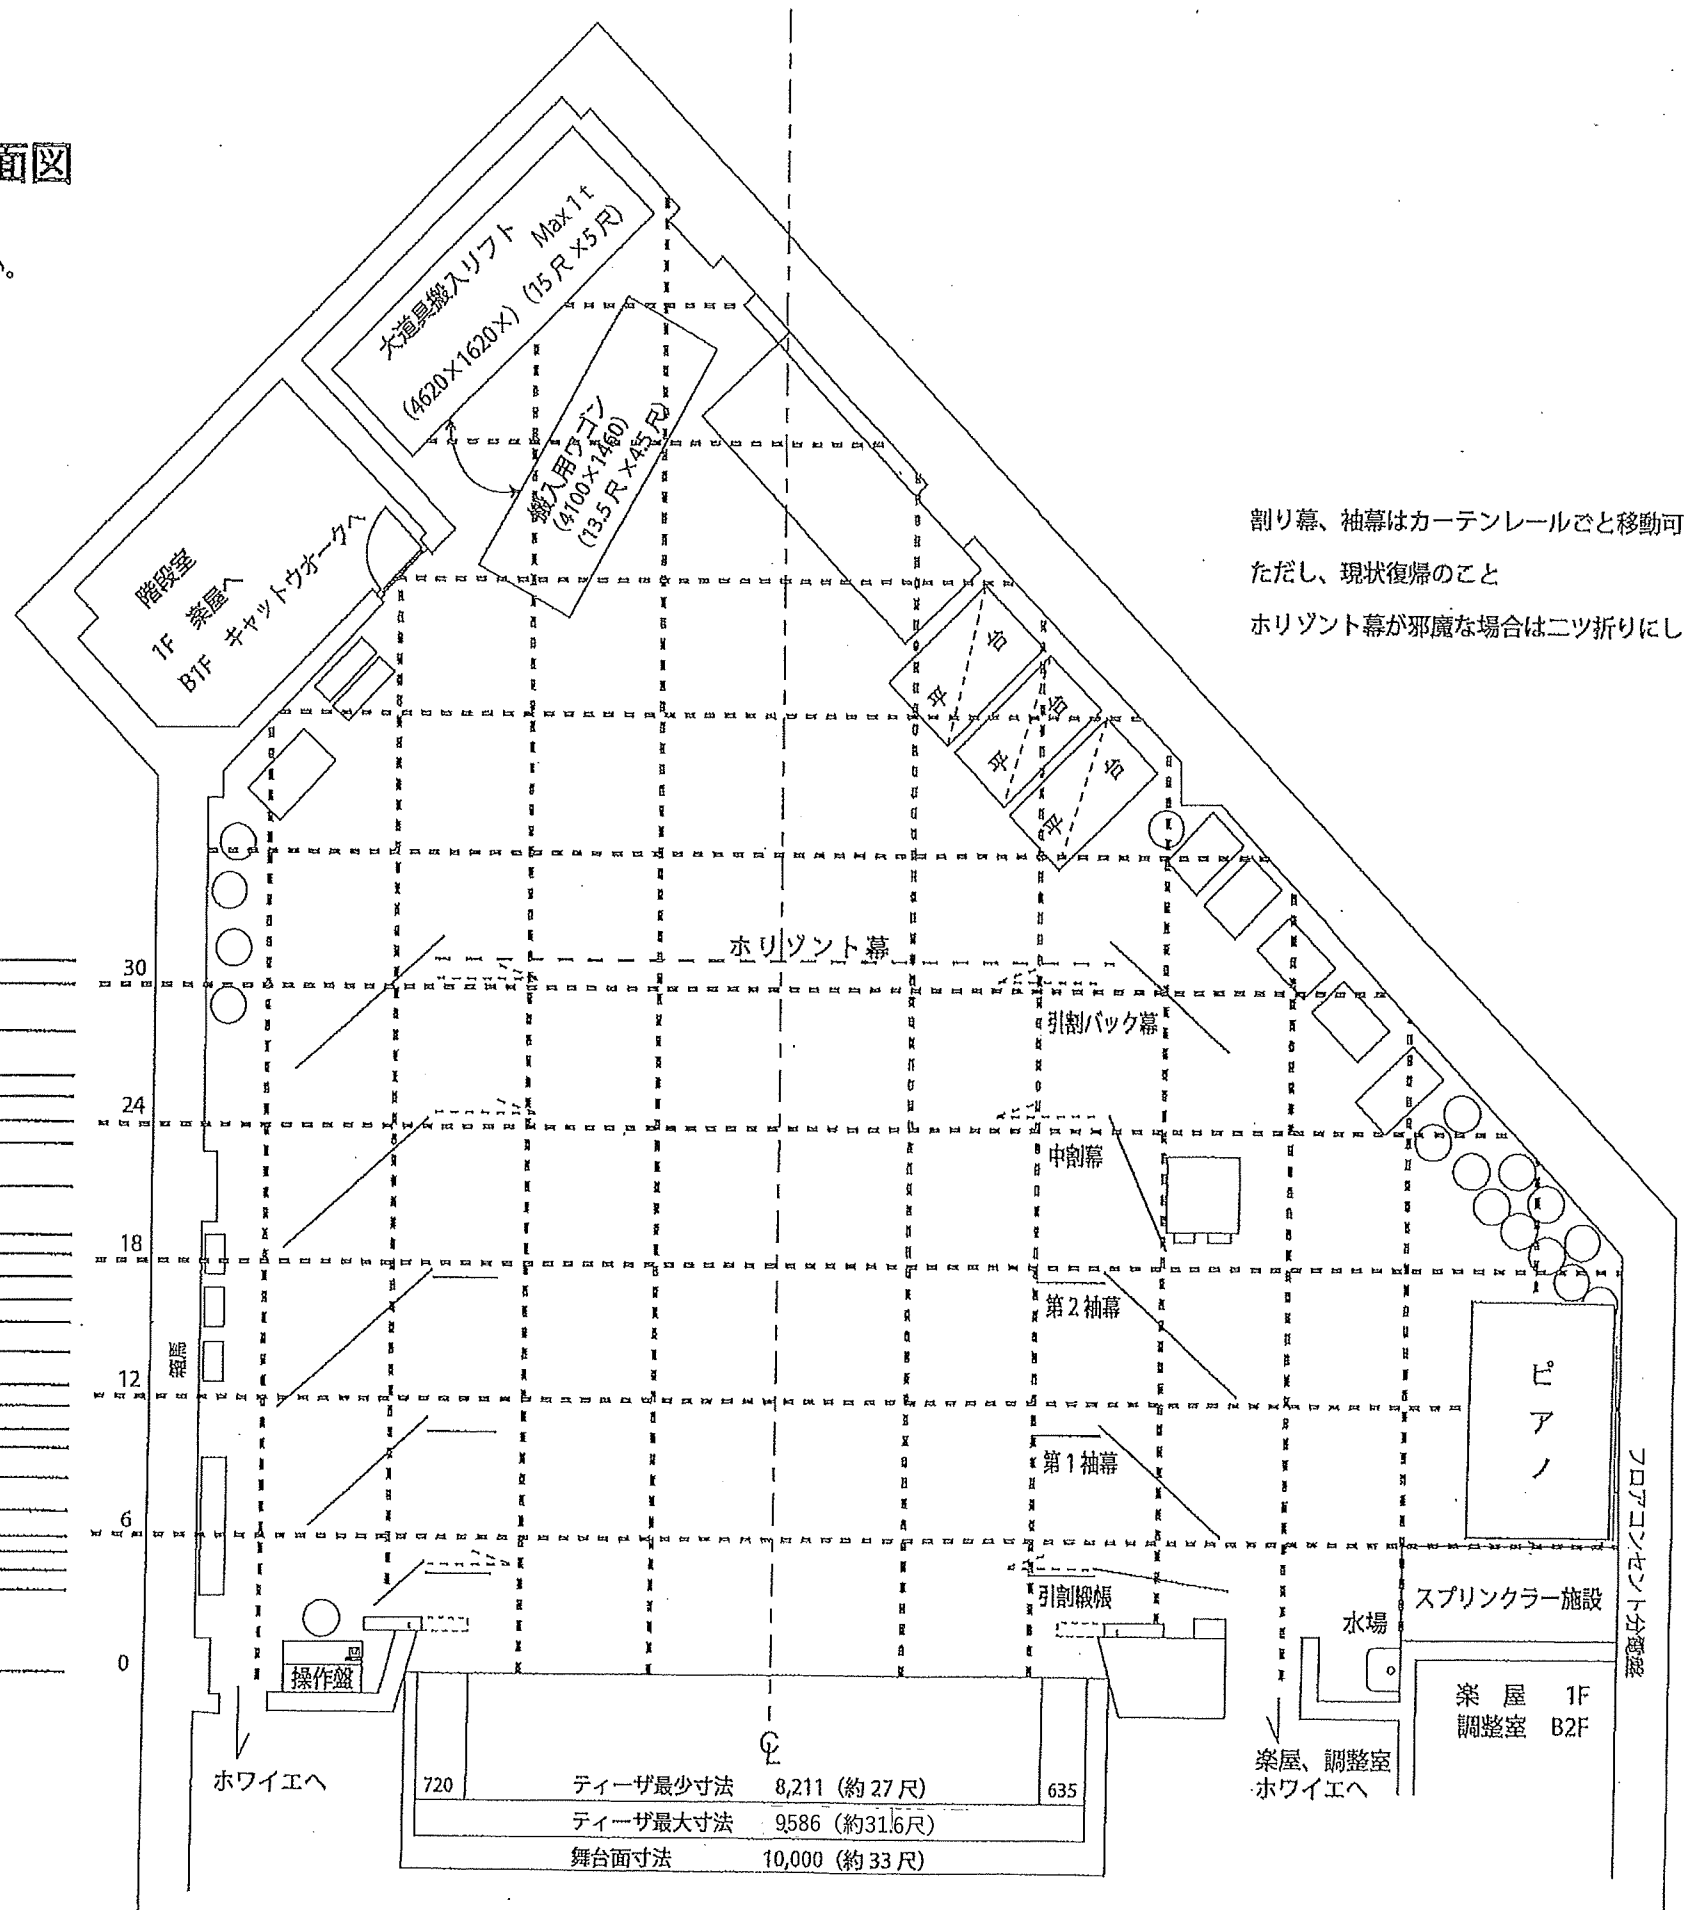 面図
。
大道具搬入リフト Max 1 t
(4620×1620×) (15尺×5尺)
搬入用ワゴン
(4100×1460)
(13.5尺×4.5尺)
階段室
1F 楽屋へ
B1F キャットウオークへ
割り幕、袖幕はカーテンレールごと移動可
ただし、現状復帰のこと
ホリゾント幕が邪魔な場合は二ツ折りにし
平 台
平 台
平 台
ホリゾント幕
30
引割バック幕
24
中割幕
18
第2袖幕
箱馬
12
ピアノ
第1袖幕
フロアコンセント分電盤
6
引割緞帳
スプリンクラー施設
水場
0
操作盤
楽 屋 1F
調整室 B2F
ホワイエへ
楽屋、調整室
ホワイエへ
CL
720
ティーザ最少寸法 8,211 (約27尺)
635
ティーザ最大寸法 9586 (約31.6尺)
舞台面寸法 10,000 (約33尺)